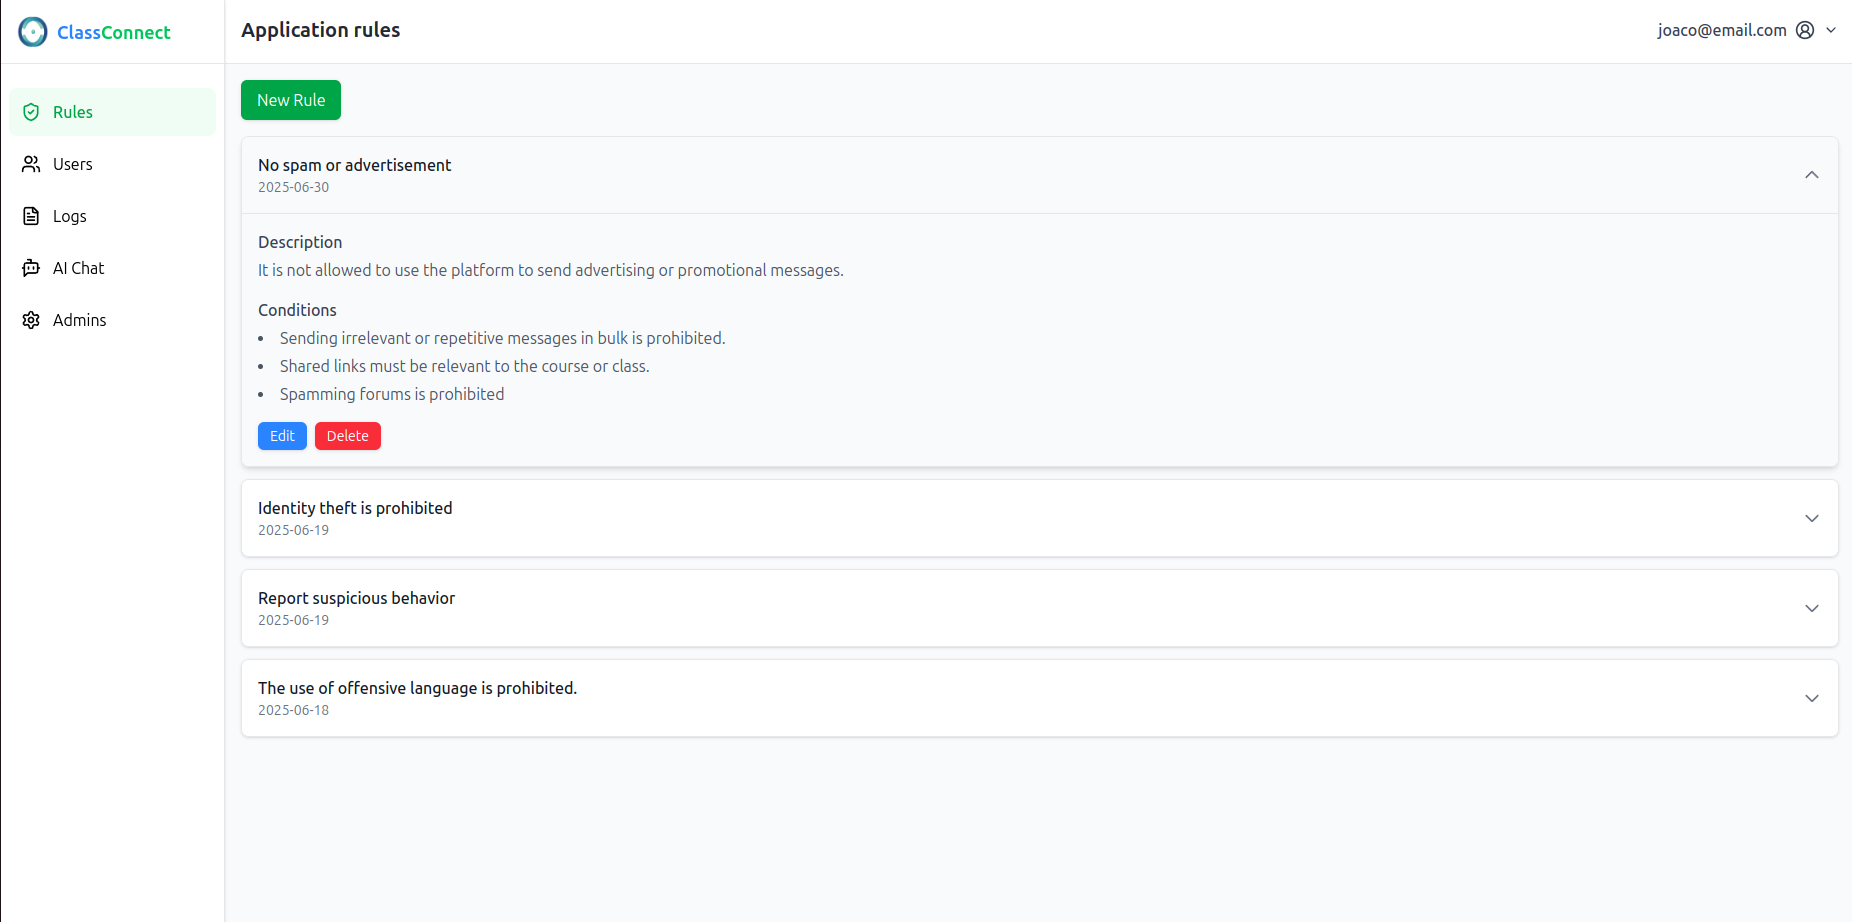 ClassConnect
Application rules
joaco@email.com
Rules
Users
Logs
AI Chat
Admins
New Rule
No spam or advertisement
2025-06-30
Description
It is not allowed to use the platform to send advertising or promotional messages.
Conditions
• Sending irrelevant or repetitive messages in bulk is prohibited.
• Shared links must be relevant to the course or class.
• Spamming forums is prohibited
Edit Delete
Identity theft is prohibited
2025-06-19
Report suspicious behavior
2025-06-19
The use of offensive language is prohibited.
2025-06-18